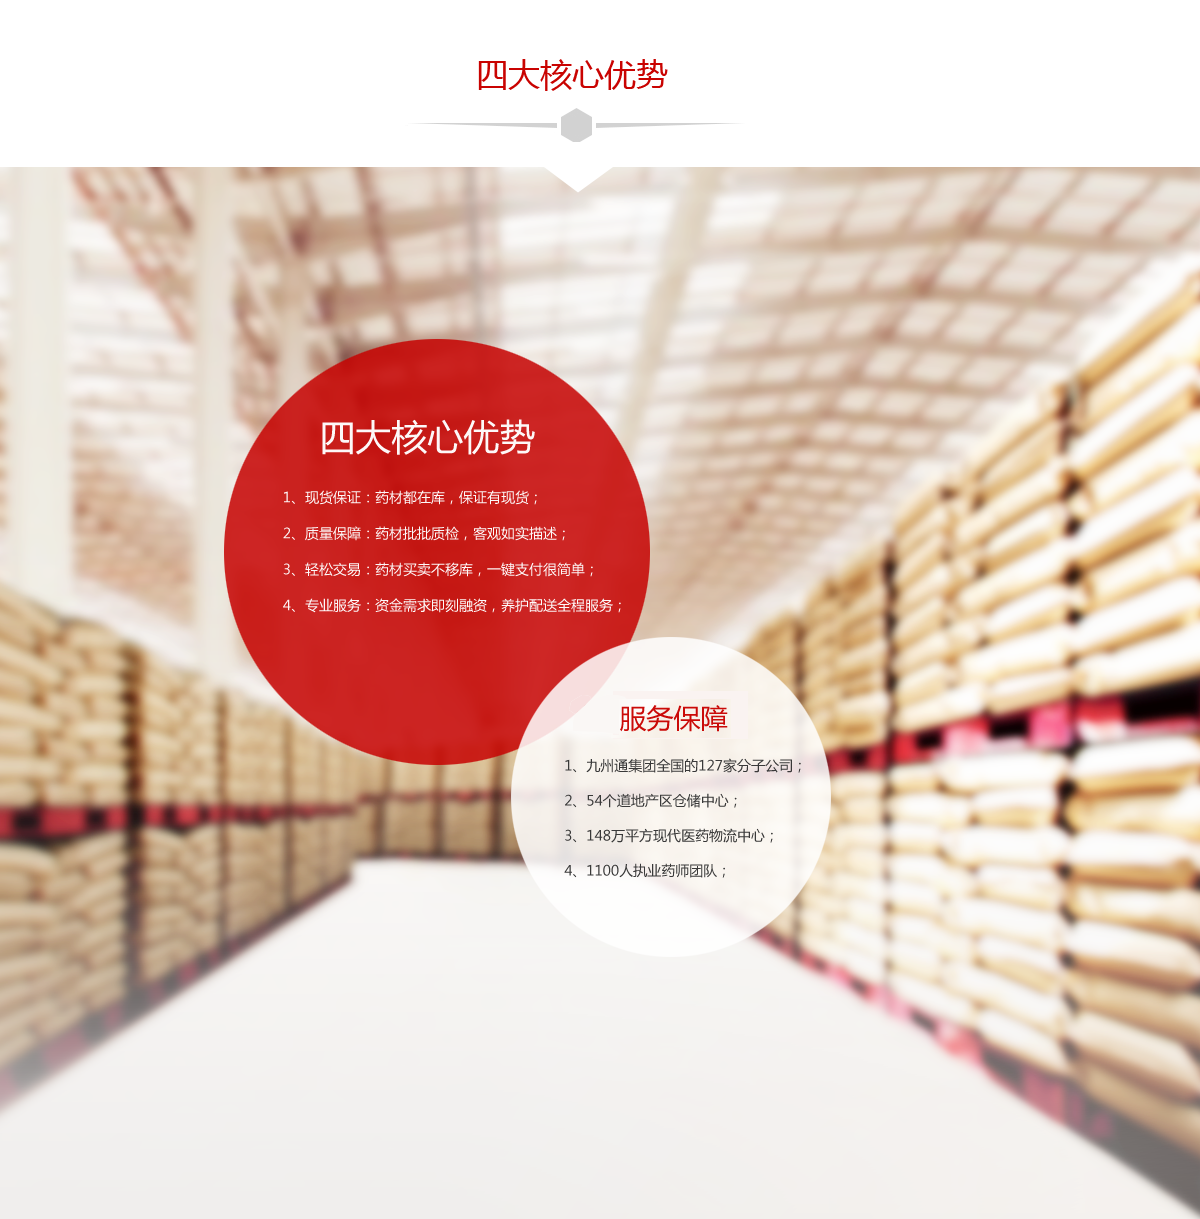 四大核心优势
四大核心优势
1、现货保证：药材都在库，保证有现货；
2、质量保障：药材批批质检，客观如实描述；
3、轻松交易：药材买卖不移库，一键支付很简单；
4、专业服务：资金需求即刻融资，养护配送全程服务；
服务保障
1、九州通集团全国的127家分子公司；
2、54个道地产区仓储中心；
3、148万平方现代医药物流中心；
4、1100人执业药师团队；